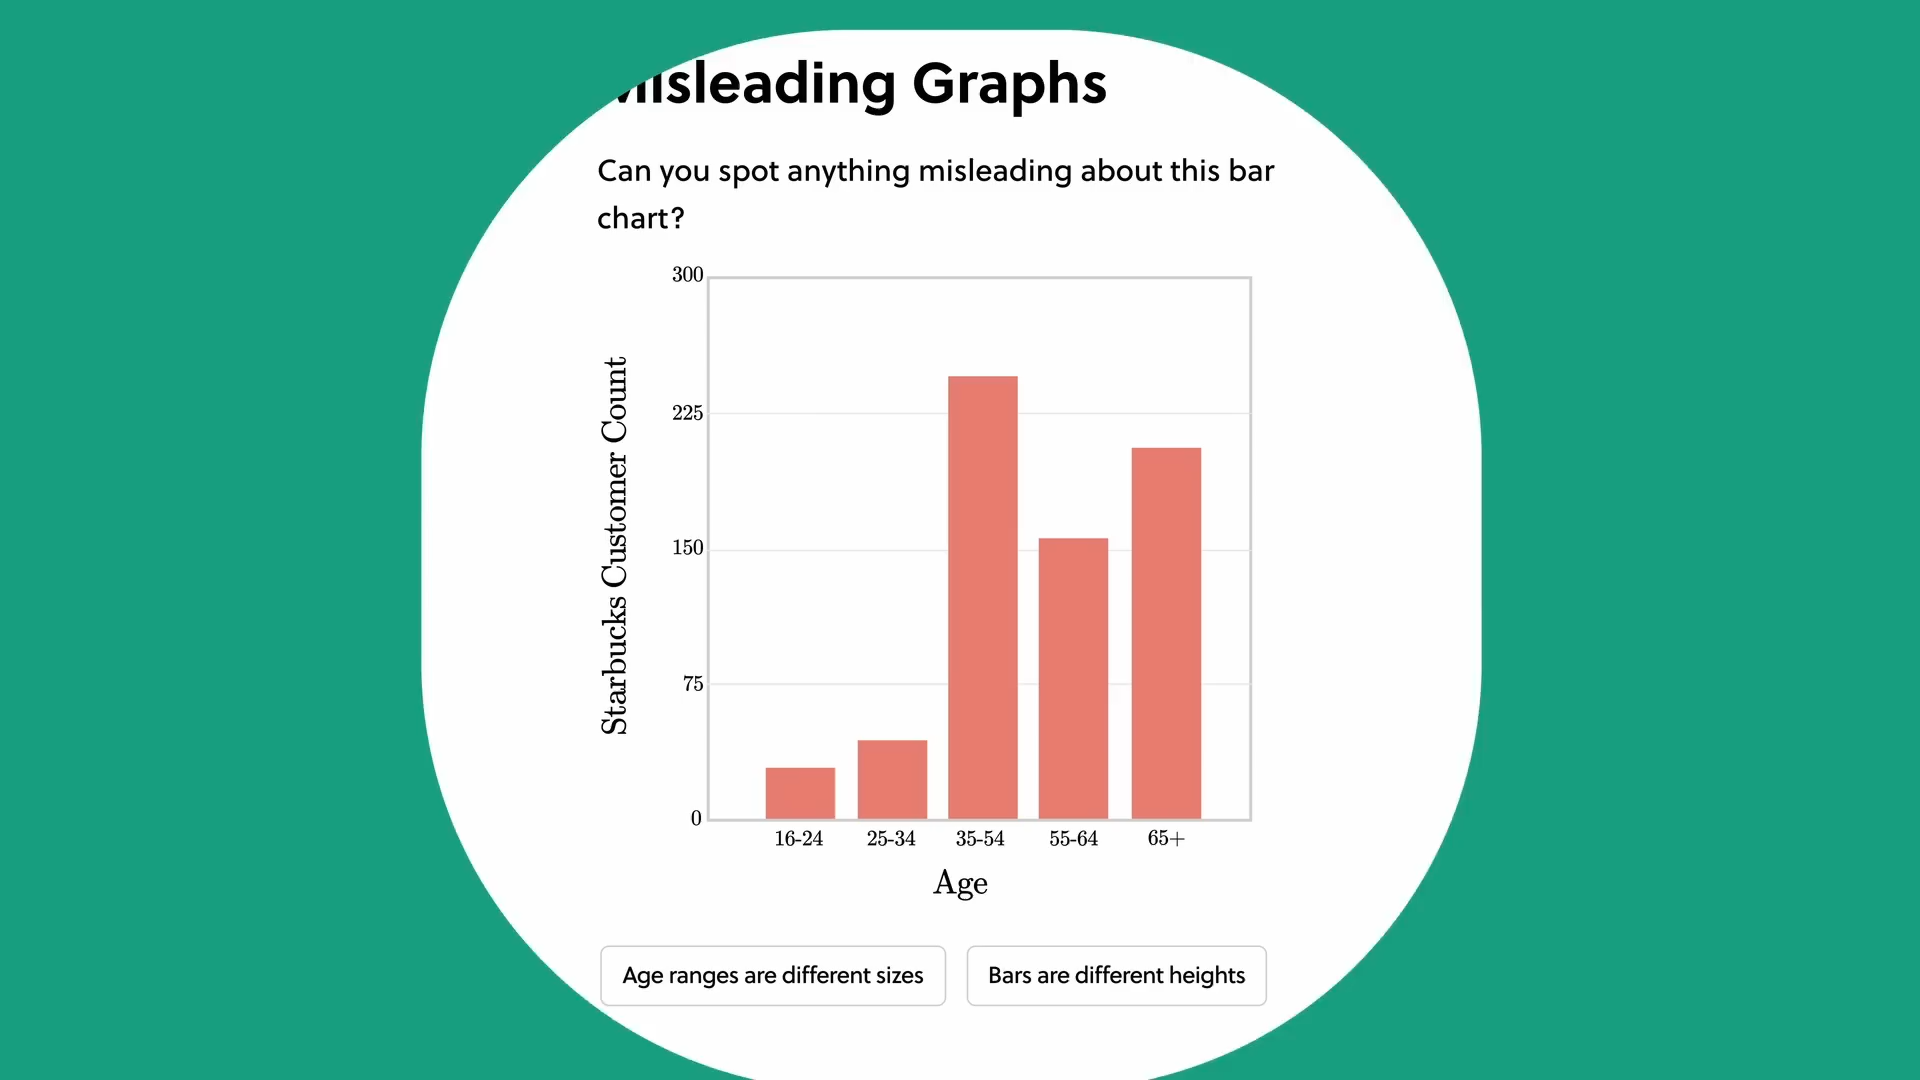 Misleading Graphs
Can you spot anything misleading about this bar
chart?
300
225
150
75
0
Starbucks Customer Count
16-24 25-34 35-54 55-64 65+
Age
Age ranges are different sizes
Bars are different heights